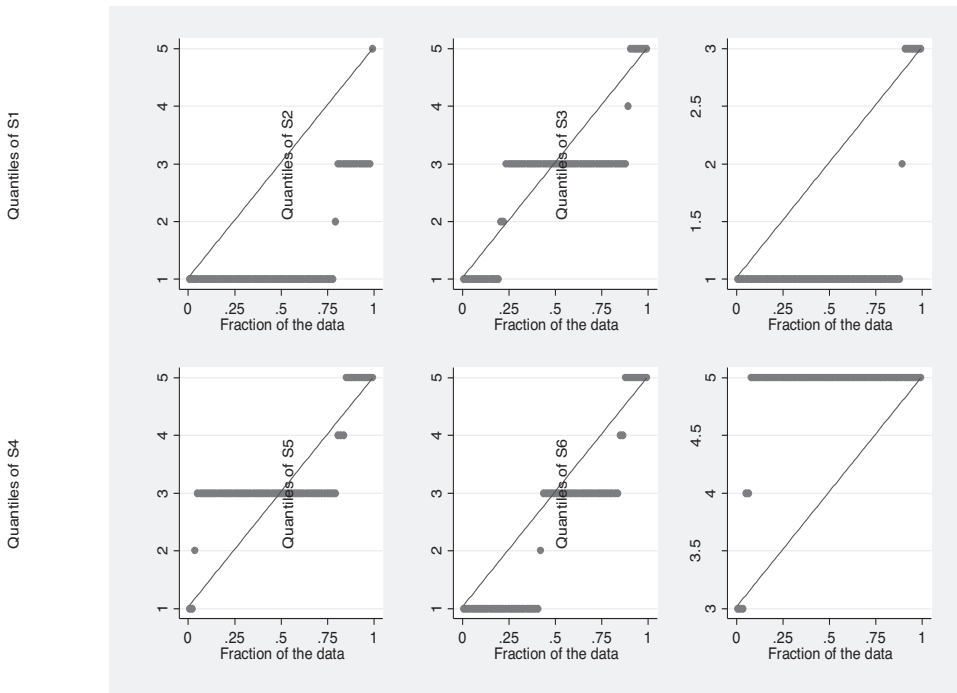 Quantiles of S1
1 2 3 4 5
0 .25 .5 .75 1
Fraction of the data
Quantiles of S2
1 2 3 4 5
0 .25 .5 .75 1
Fraction of the data
Quantiles of S3
1 1.5 2 2.5 3
0 .25 .5 .75 1
Fraction of the data
Quantiles of S4
1 2 3 4 5
0 .25 .5 .75 1
Fraction of the data
Quantiles of S5
1 2 3 4 5
0 .25 .5 .75 1
Fraction of the data
Quantiles of S6
3 3.5 4 4.5 5
0 .25 .5 .75 1
Fraction of the data